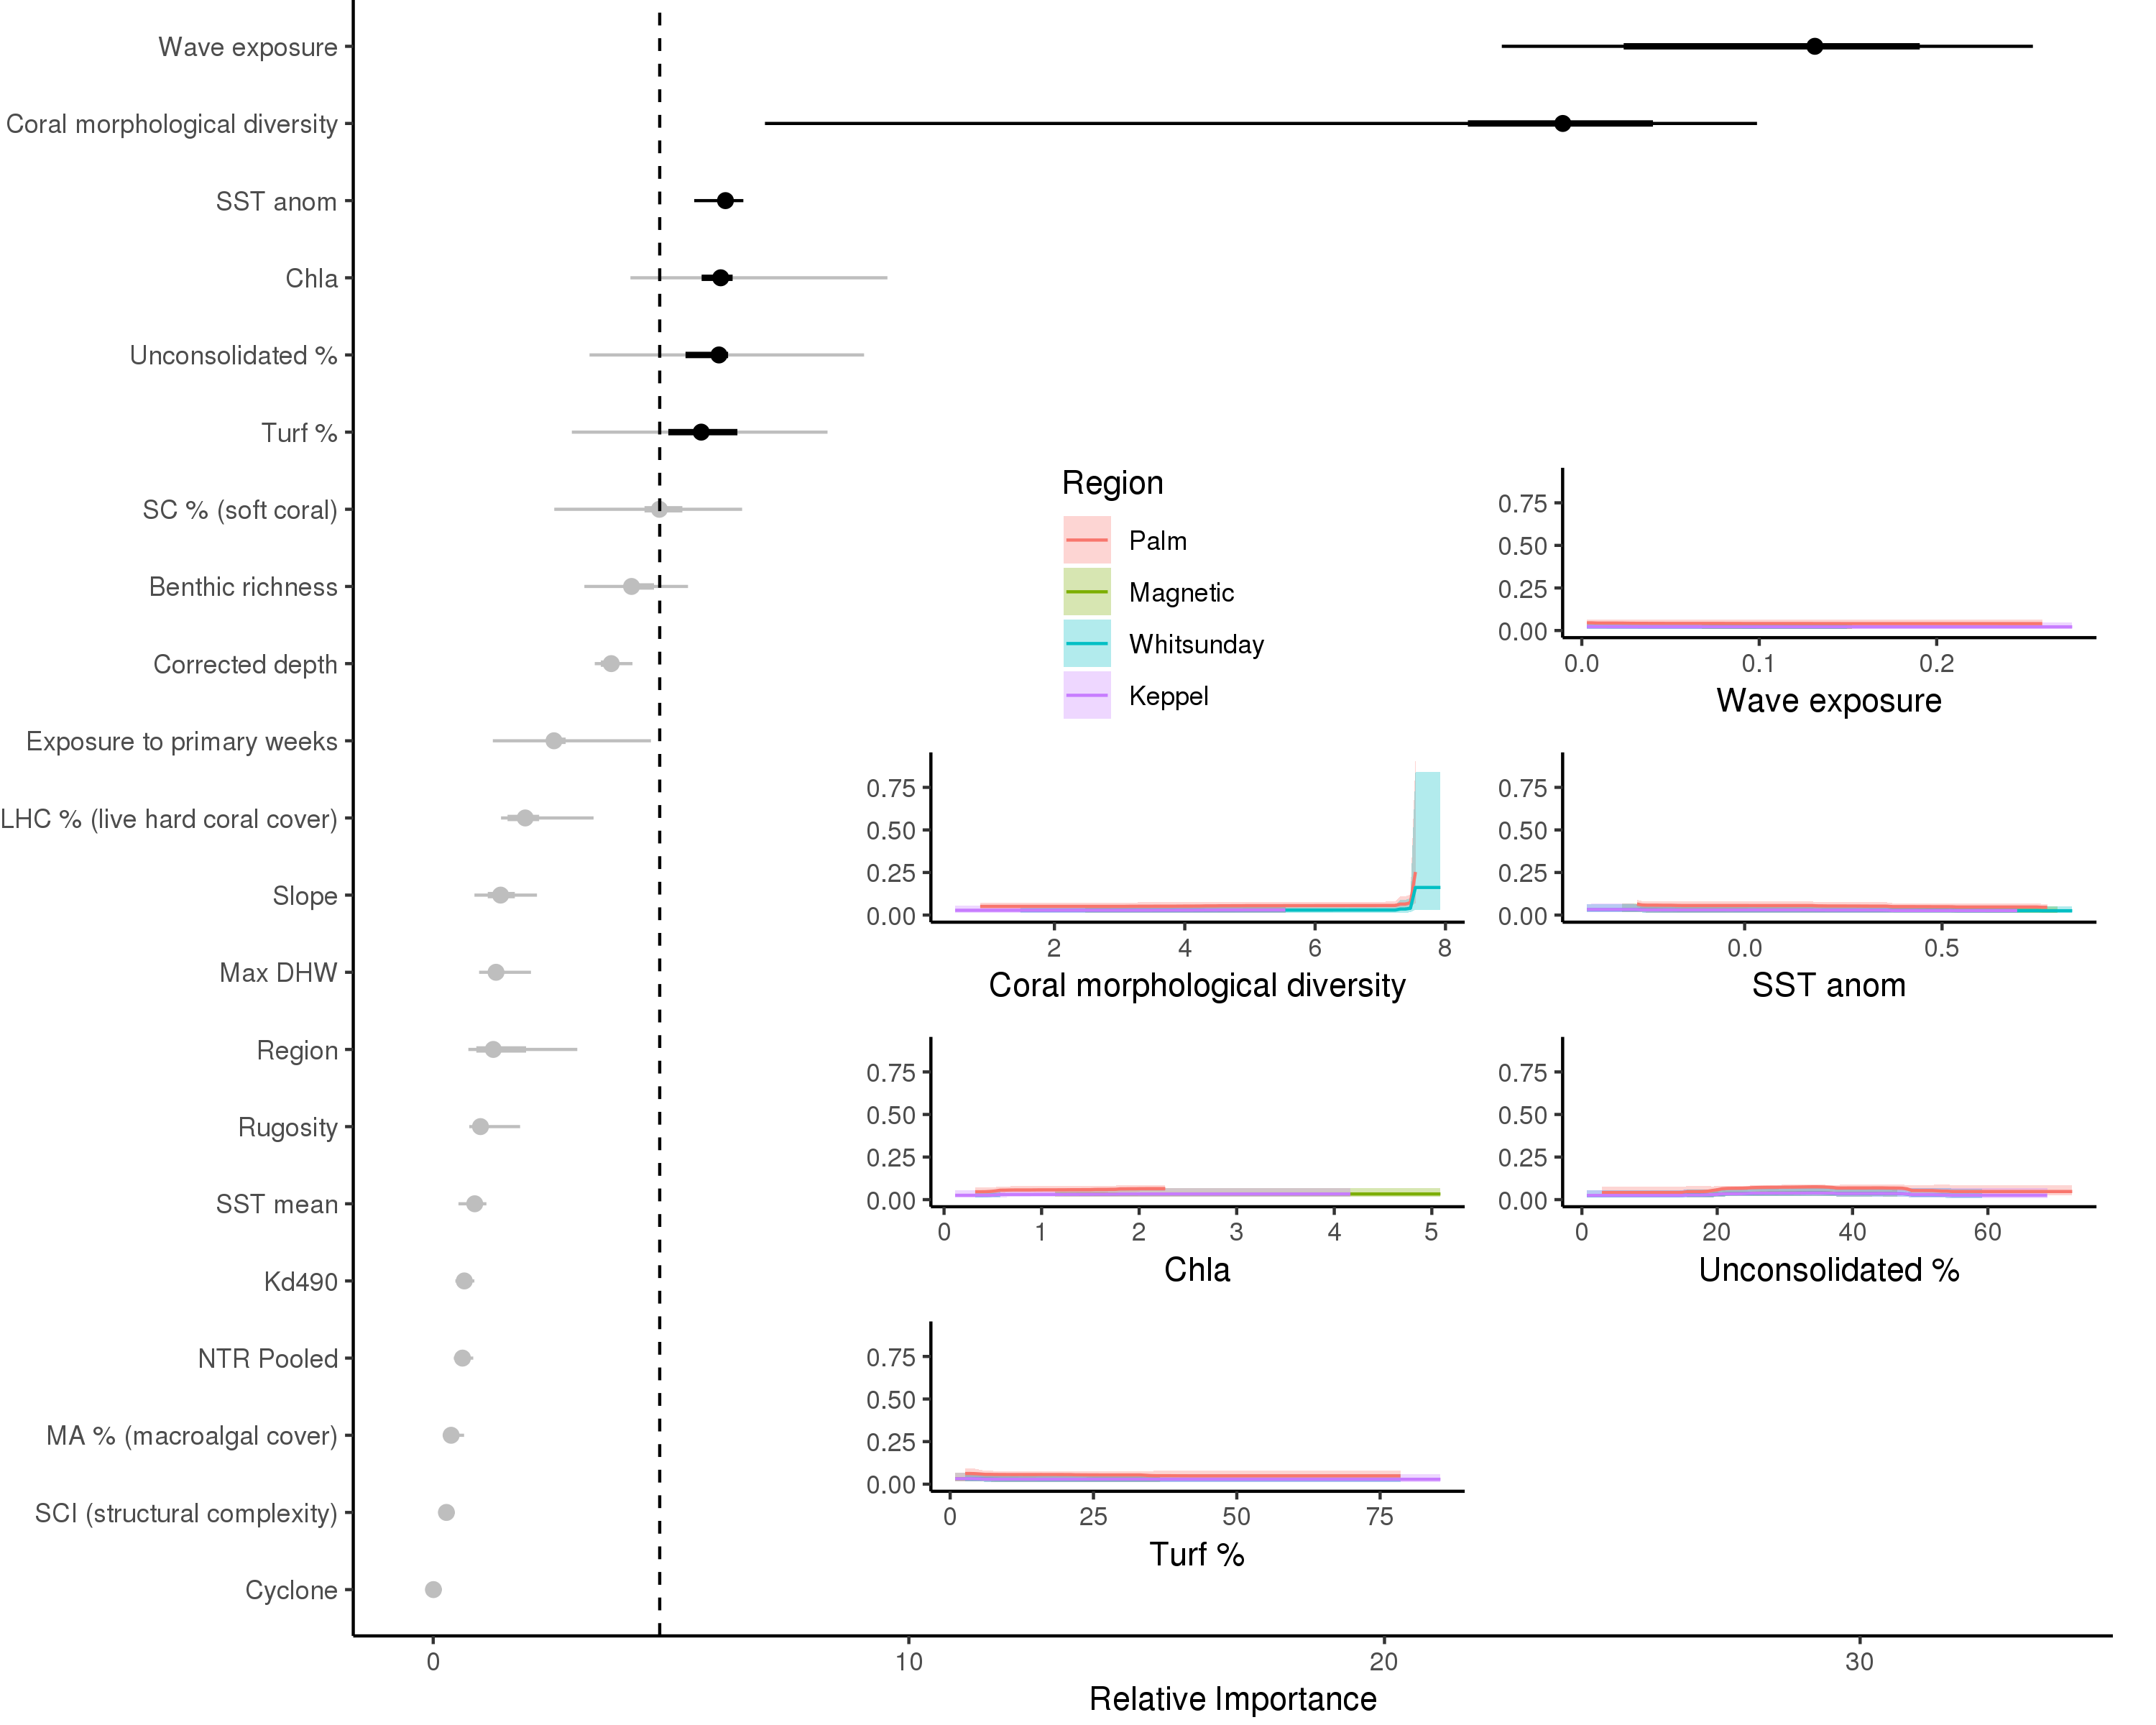 Wave exposure
Coral morphological diversity
SST anom
Chla
Unconsolidated %
Turf %
SC % (soft coral)
Benthic richness
Corrected depth
Exposure to primary weeks
LHC % (live hard coral cover)
Slope
Max DHW
Region
Rugosity
SST mean
Kd490
NTR Pooled
MA % (macroalgal cover)
SCI (structural complexity)
Cyclone
0 10 20 30
Relative Importance
Region
Palm
Magnetic
Whitsunday
Keppel
0.75
0.50
0.25
0.00
0.0 0.1 0.2
Wave exposure
0.75
0.50
0.25
0.00
2 4 6 8
Coral morphological diversity
0.75
0.50
0.25
0.00
0.0 0.5
SST anom
0.75
0.50
0.25
0.00
0 1 2 3 4 5
Chla
0.75
0.50
0.25
0.00
0 20 40 60
Unconsolidated %
0.75
0.50
0.25
0.00
0 25 50 75
Turf %